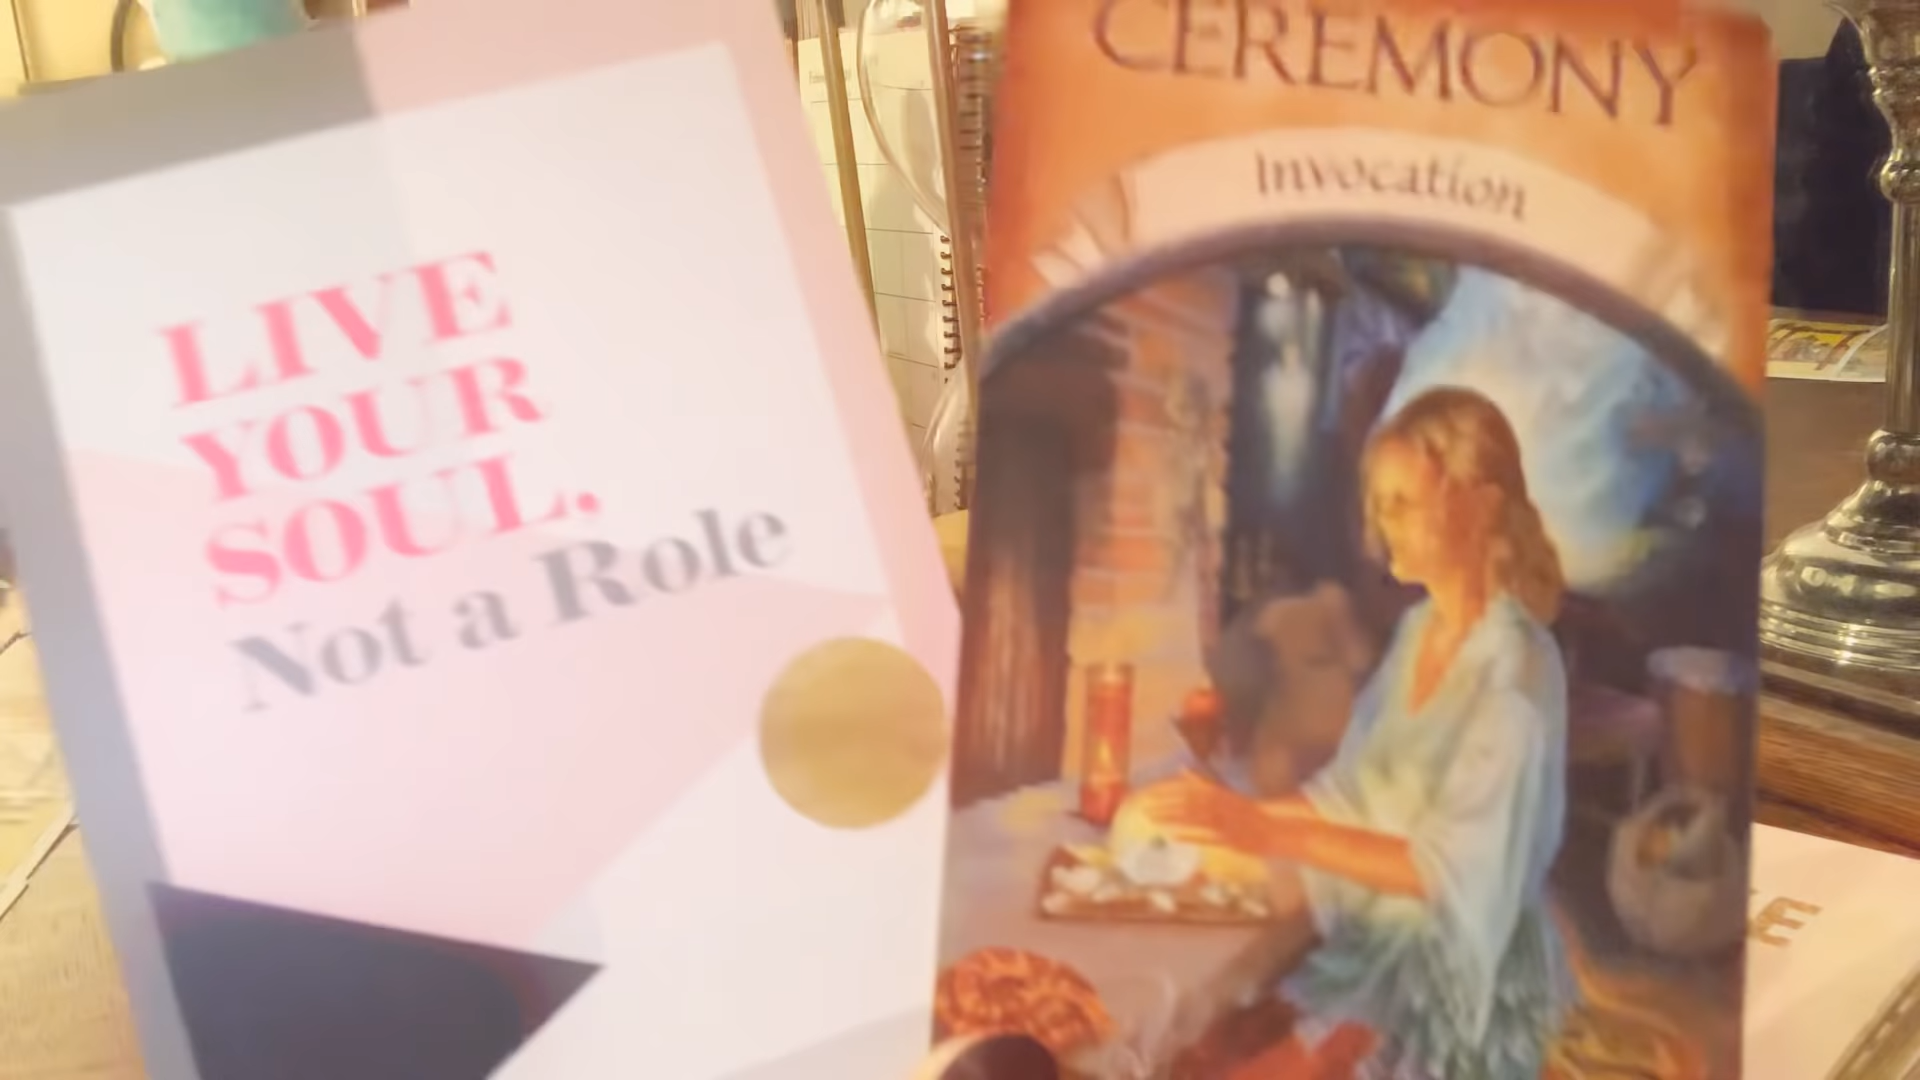 LIVE
YOUR
SOUL.
Not a Role
CEREMONY
Invocation